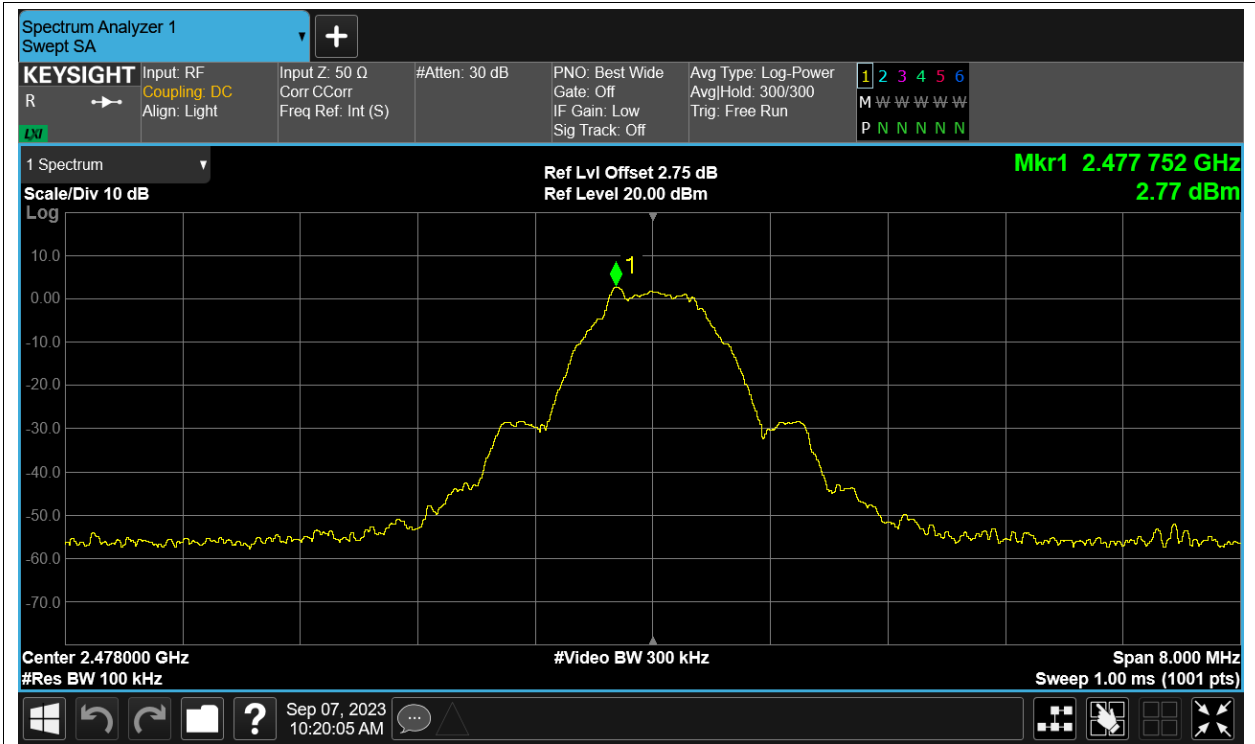 Spectrum Analyzer 1
Swept SA
KEYSIGHT
R
LXI
Input: RF
Coupling: DC
Align: Light
Input Z: 50 Ω
Corr CCorr
Freq Ref: Int (S)
#Atten: 30 dB
PNO: Best Wide
Gate: Off
IF Gain: Low
Sig Track: Off
Avg Type: Log-Power
Avg|Hold: 300/300
Trig: Free Run
1 2 3 4 5 6
M W W W W W
P N N N N N
1 Spectrum
Scale/Div 10 dB
Log
Ref Lvl Offset 2.75 dB
Ref Level 20.00 dBm
Mkr1 2.477 752 GHz
2.77 dBm
1
10.0
0.00
-10.0
-20.0
-30.0
-40.0
-50.0
-60.0
-70.0
Center 2.478000 GHz
#Res BW 100 kHz
#Video BW 300 kHz
Span 8.000 MHz
Sweep 1.00 ms (1001 pts)
?
Sep 07, 2023
10:20:05 AM